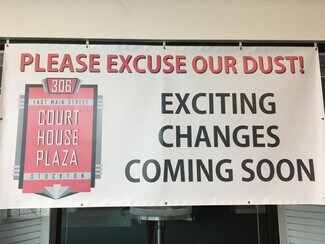 PLEASE EXCUSE OUR DUST!
306
EAST MAIN STREET
COURT
HOUSE
PLAZA
STOCKTON
EXCITING
CHANGES
COMING SOON